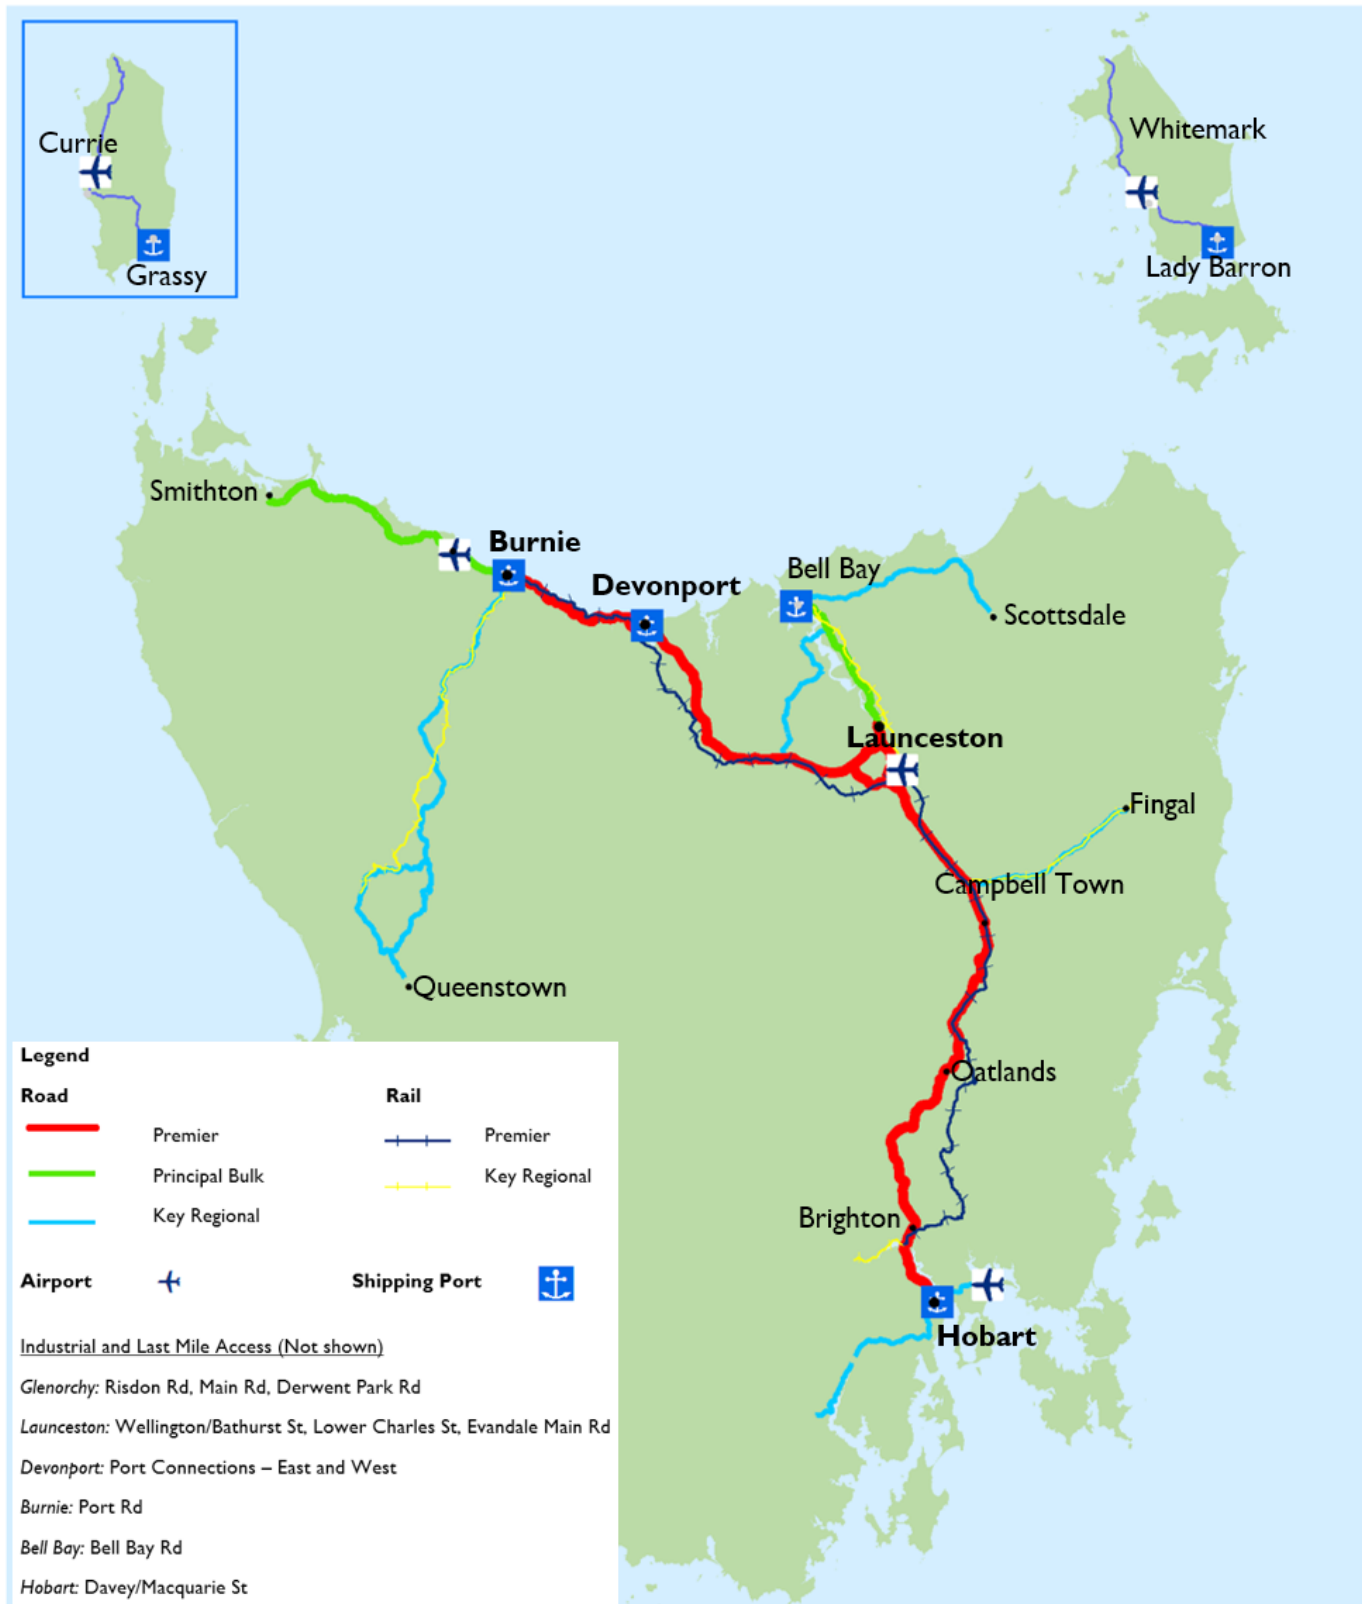 Currie
Grassy
Whitemark
Lady Barron
Smithton
Burnie
Devonport
Bell Bay
Scottsdale
Launceston
Fingal
Campbell Town
Queenstown
Oatlands
Brighton
Hobart
Legend
Road Rail
Premier Premier
Principal Bulk Key Regional
Key Regional
Airport Shipping Port
Industrial and Last Mile Access (Not shown)
Glenorchy: Risdon Rd, Main Rd, Derwent Park Rd
Launceston: Wellington/Bathurst St, Lower Charles St, Evandale Main Rd
Devonport: Port Connections – East and West
Burnie: Port Rd
Bell Bay: Bell Bay Rd
Hobart: Davey/Macquarie St